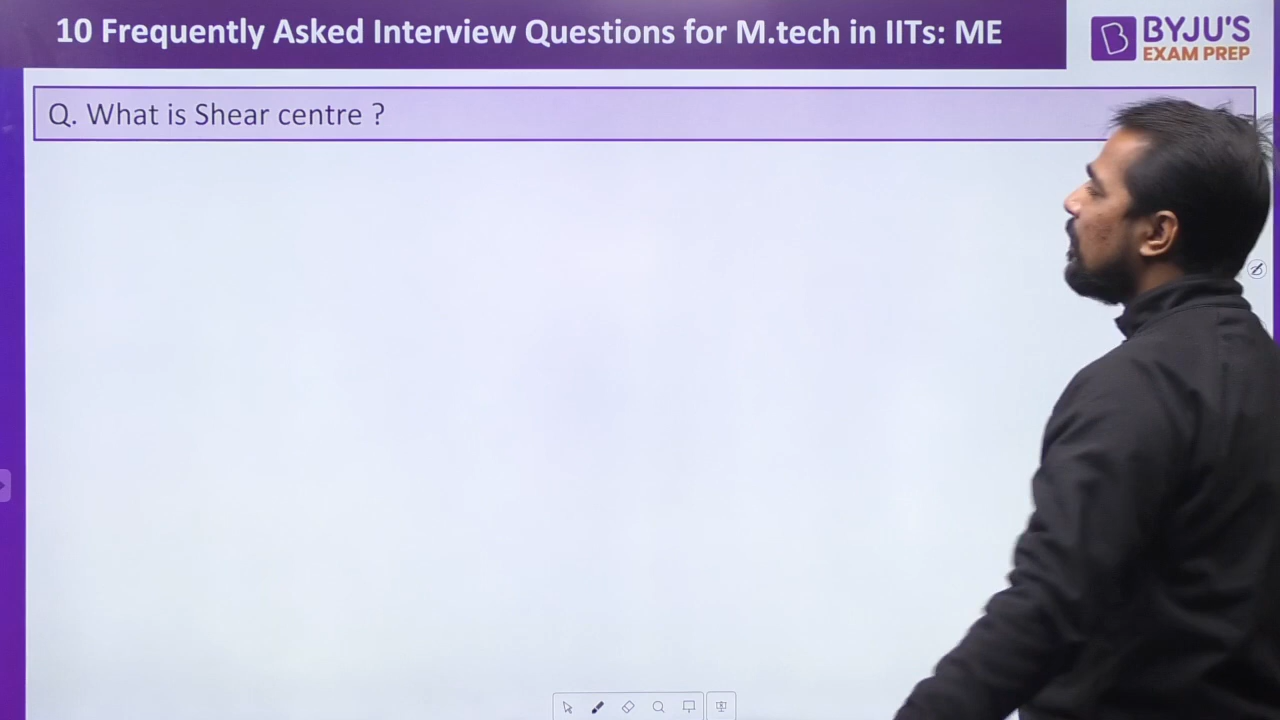 10 Frequently Asked Interview Questions for M.tech in IITs: ME
BYJU'S
EXAM PREP
Q. What is Shear centre ?